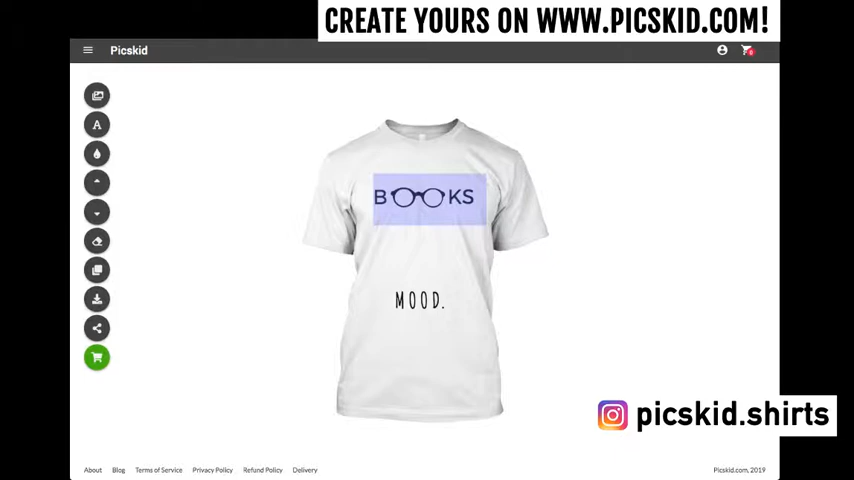 CREATE YOURS ON WWW.PICSKID.COM!
Picskid
A
BOOKS
MOOD.
picskid.shirts
About Blog Terms of Service Privacy Policy Refund Policy Delivery
Picskid.com, 2019